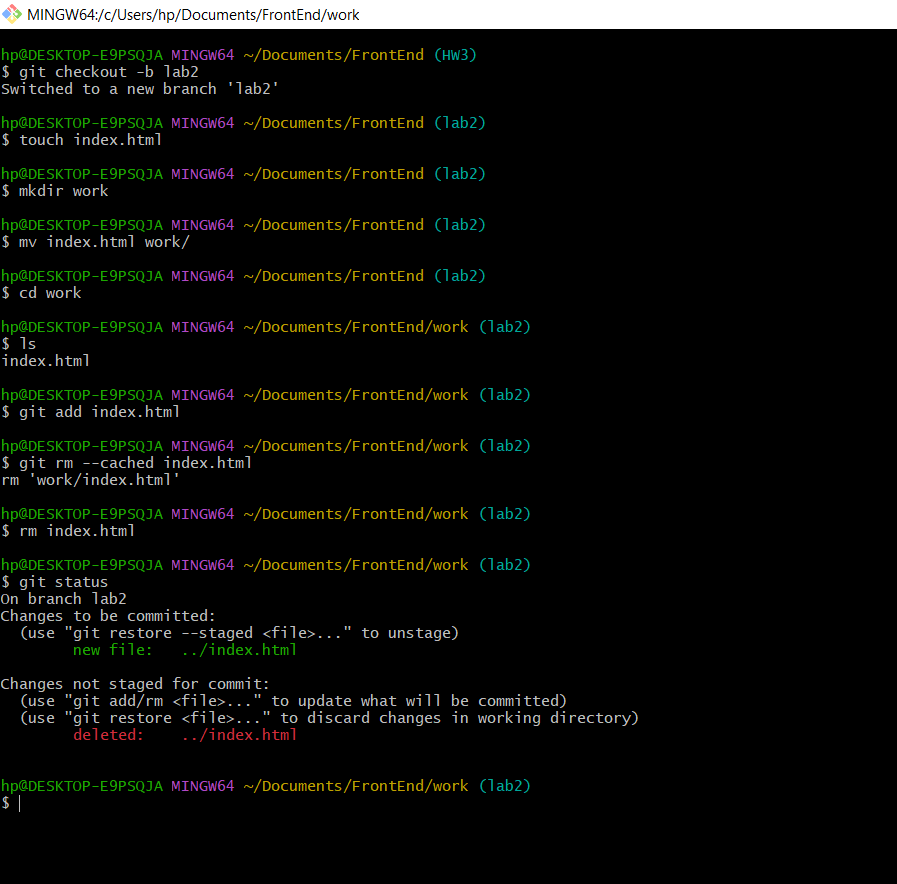 MINGW64:/c/Users/hp/Documents/FrontEnd/work
hp@DESKTOP-E9PSQJA MINGW64 ~/Documents/FrontEnd (HW3)
$ git checkout -b lab2
Switched to a new branch 'lab2'
hp@DESKTOP-E9PSQJA MINGW64 ~/Documents/FrontEnd (lab2)
$ touch index.html
hp@DESKTOP-E9PSQJA MINGW64 ~/Documents/FrontEnd (lab2)
$ mkdir work
hp@DESKTOP-E9PSQJA MINGW64 ~/Documents/FrontEnd (lab2)
$ mv index.html work/
hp@DESKTOP-E9PSQJA MINGW64 ~/Documents/FrontEnd (lab2)
$ cd work
hp@DESKTOP-E9PSQJA MINGW64 ~/Documents/FrontEnd/work (lab2)
$ ls
index.html
hp@DESKTOP-E9PSQJA MINGW64 ~/Documents/FrontEnd/work (lab2)
$ git add index.html
hp@DESKTOP-E9PSQJA MINGW64 ~/Documents/FrontEnd/work (lab2)
$ git rm --cached index.html
rm 'work/index.html'
hp@DESKTOP-E9PSQJA MINGW64 ~/Documents/FrontEnd/work (lab2)
$ rm index.html
hp@DESKTOP-E9PSQJA MINGW64 ~/Documents/FrontEnd/work (lab2)
$ git status
On branch lab2
Changes to be committed:
  (use "git restore --staged <file>..." to unstage)
        new file:   ../index.html
Changes not staged for commit:
  (use "git add/rm <file>..." to update what will be committed)
  (use "git restore <file>..." to discard changes in working directory)
        deleted:    ../index.html
hp@DESKTOP-E9PSQJA MINGW64 ~/Documents/FrontEnd/work (lab2)
$